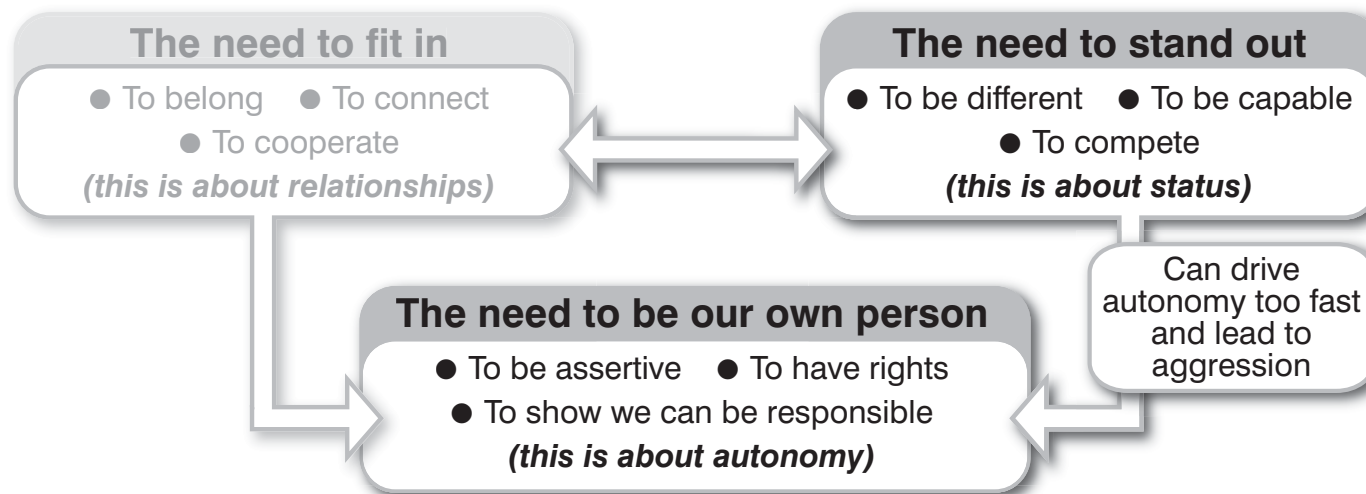 The need to fit in
● To belong ● To connect
● To cooperate
(this is about relationships)
The need to stand out
● To be different ● To be capable
● To compete
(this is about status)
Can drive
autonomy too fast
and lead to
aggression
The need to be our own person
● To be assertive ● To have rights
● To show we can be responsible
(this is about autonomy)